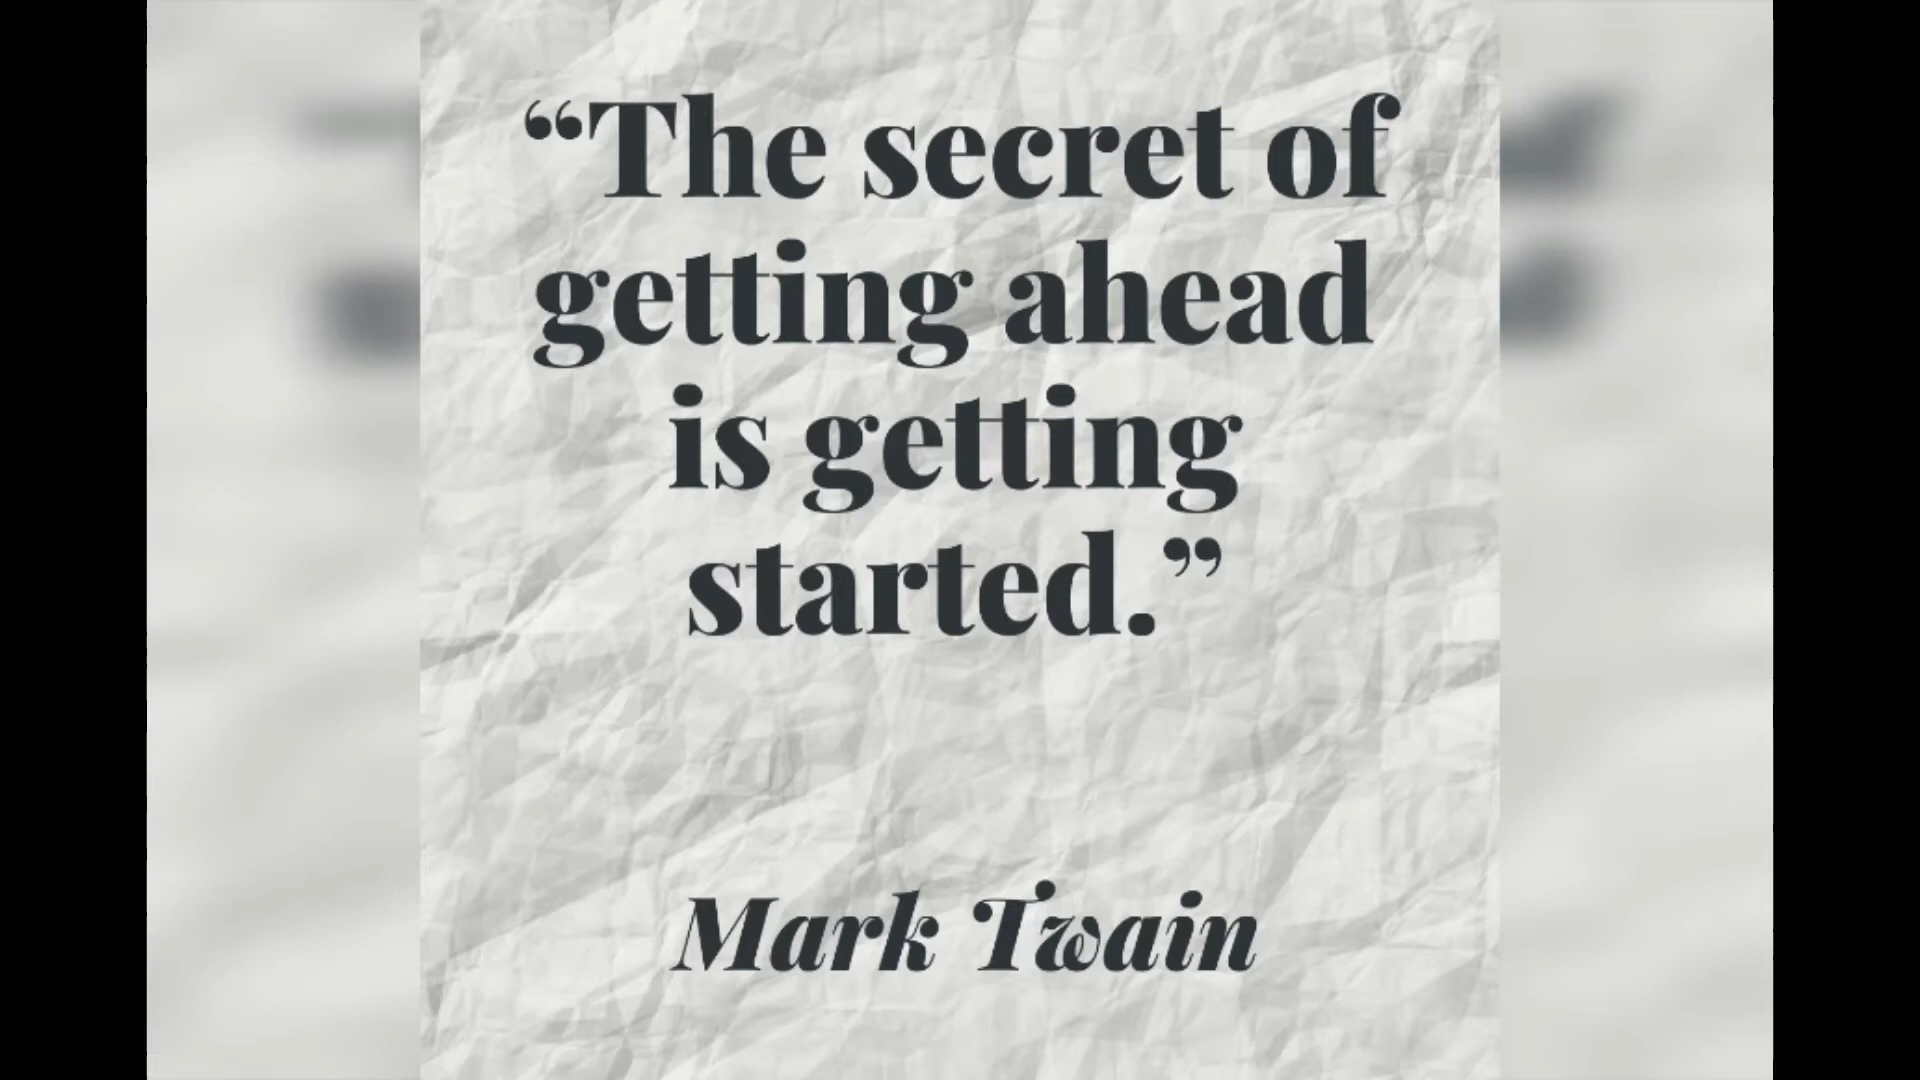 “The secret of
getting ahead
is getting
started.”
Mark Twain